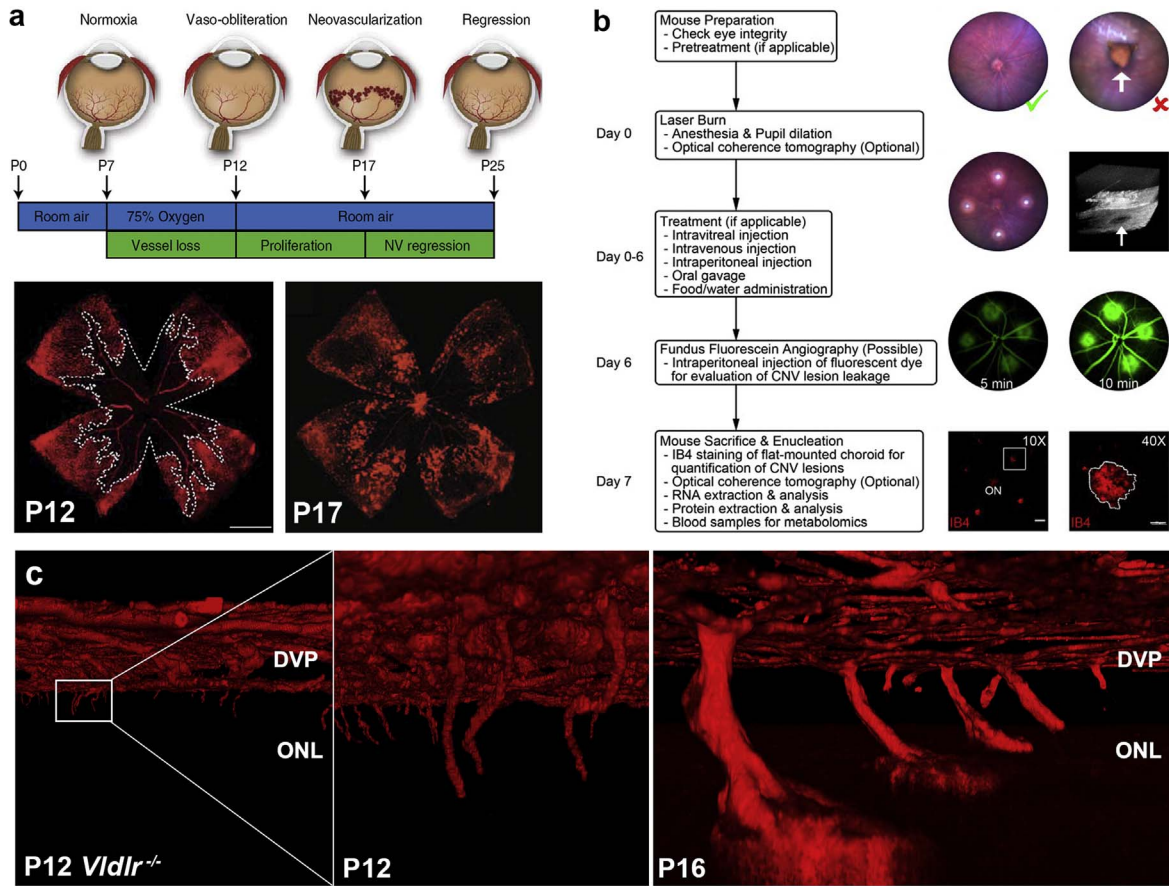 a
Normoxia
Vaso-obliteration
Neovascularization
Regression
P0
P7
P12
P17
P25
Room air
75% Oxygen
Room air
Vessel loss
Proliferation
NV regression
P12
P17
b
Mouse Preparation
- Check eye integrity
- Pretreatment (if applicable)
Day 0
Laser Burn
- Anesthesia & Pupil dilation
- Optical coherence tomography (Optional)
Day 0-6
Treatment (if applicable)
- Intravitreal injection
- Intravenous injection
- Intraperitoneal injection
- Oral gavage
- Food/water administration
Day 6
Fundus Fluorescein Angiography (Possible)
- Intraperitoneal injection of fluorescent dye
for evaluation of CNV lesion leakage
5 min
10 min
Day 7
Mouse Sacrifice & Enucleation
- IB4 staining of flat-mounted choroid for
quantification of CNV lesions
- Optical coherence tomography (Optional)
- RNA extraction & analysis
- Protein extraction & analysis
- Blood samples for metabolomics
10X
ON
IB4
40X
IB4
c
DVP
ONL
P12 Vldlr -/-
P12
DVP
ONL
P16